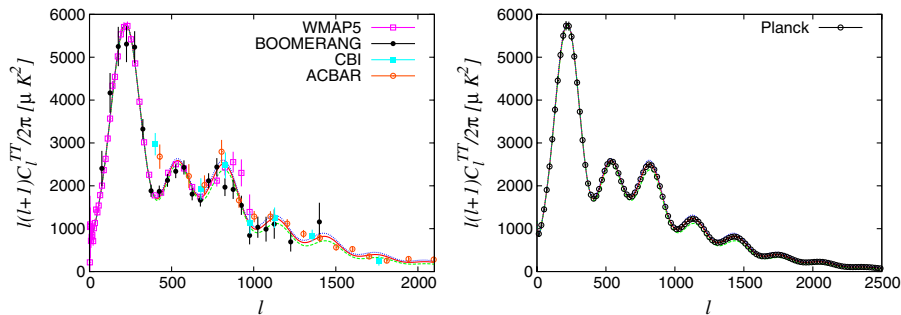 l(l+1)C_l^{TT}/2π [μ K²]
6000
5000
4000
3000
2000
1000
0
0 500 1000 1500 2000
l
WMAP5
BOOMERANG
CBI
ACBAR
l(l+1)C_l^{TT}/2π [μ K²]
6000
5000
4000
3000
2000
1000
0
0 500 1000 1500 2000 2500
l
Planck